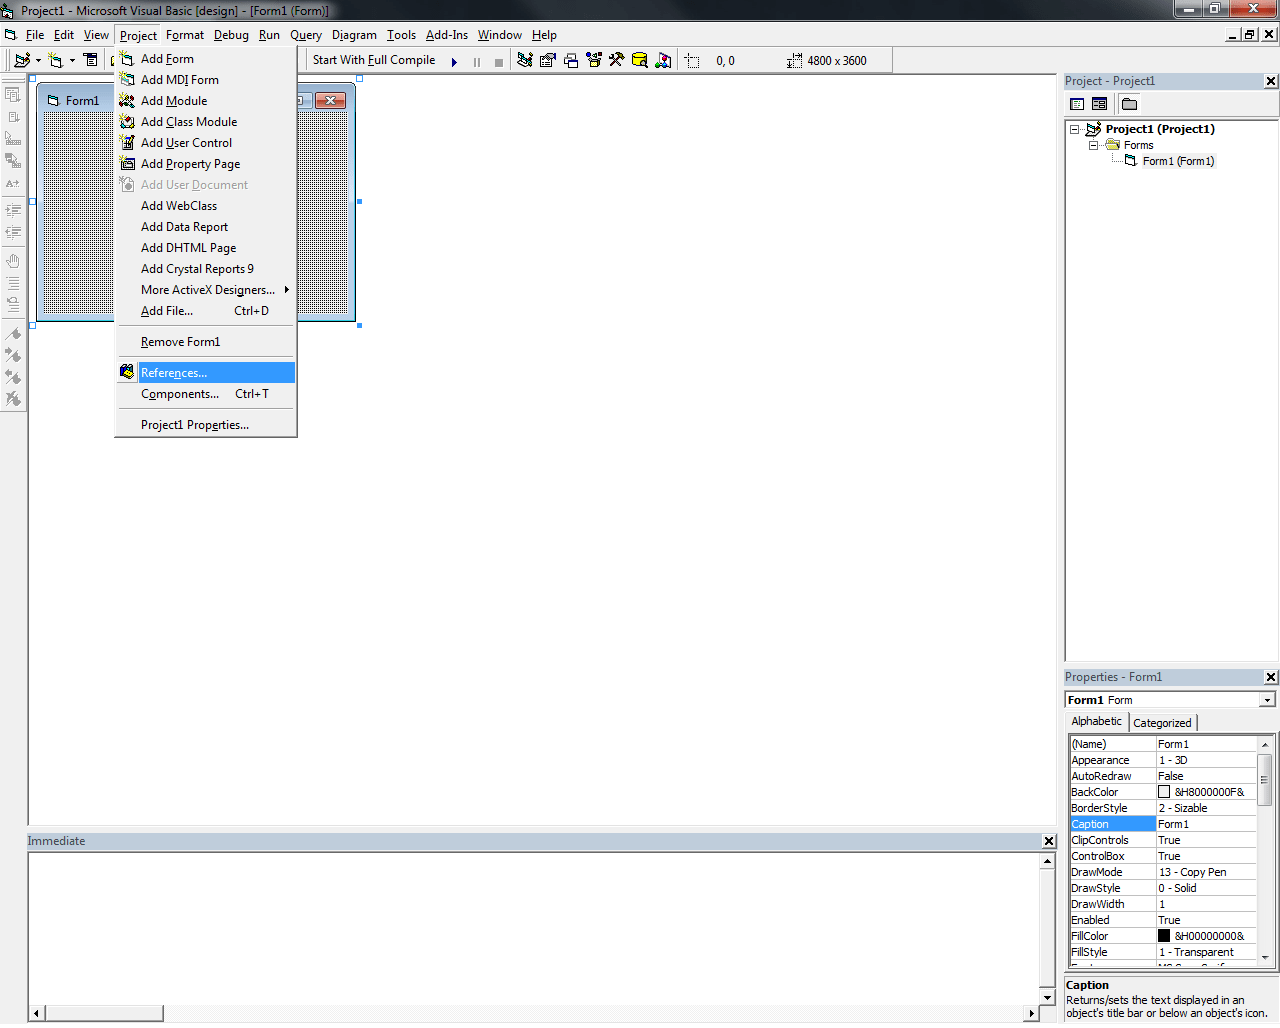 Project1 - Microsoft Visual Basic [design] - [Form1 (Form)]
File Edit View Project Format Debug Run Query Diagram Tools Add-Ins Window Help
Start With Full Compile 0, 0 4800 x 3600
Form1
Add Form
Add MDI Form
Add Module
Add Class Module
Add User Control
Add Property Page
Add User Document
Add WebClass
Add Data Report
Add DHTML Page
Add Crystal Reports 9
More ActiveX Designers...
Add File... Ctrl+D
Remove Form1
References...
Components... Ctrl+T
Project1 Properties...
Project - Project1
Project1 (Project1)
Forms
Form1 (Form1)
Properties - Form1
Form1 Form
Alphabetic Categorized
(Name) Form1
Appearance 1 - 3D
AutoRedraw False
BackColor &H8000000F&
BorderStyle 2 - Sizable
Caption Form1
ClipControls True
ControlBox True
DrawMode 13 - Copy Pen
DrawStyle 0 - Solid
DrawWidth 1
Enabled True
FillColor &H00000000&
FillStyle 1 - Transparent
Caption
Returns/sets the text displayed in an
object's title bar or below an object's icon.
Immediate